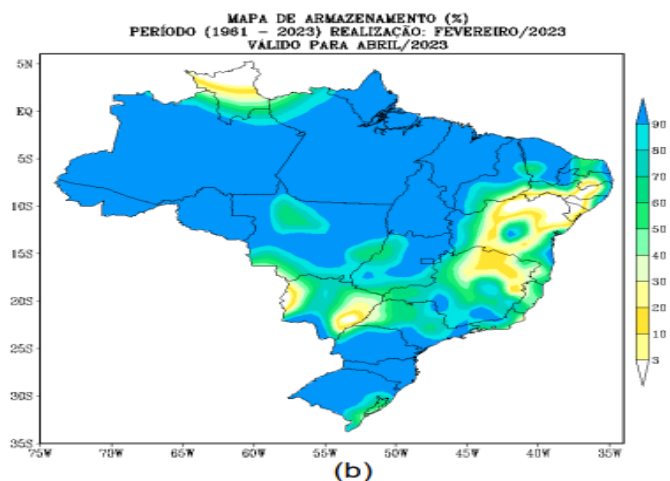 MAPA DE ARMAZENAMENTO (%)
PERÍODO (1961 - 2023) REALIZAÇÃO: FEVEREIRO/2023
VÁLIDO PARA ABRIL/2023
5N
EQ
5S
10S
15S
20S
25S
30S
35S
75W 70W 65W 60W 55W 50W 45W 40W 35W
90
80
70
60
50
40
30
20
10
3
(b)